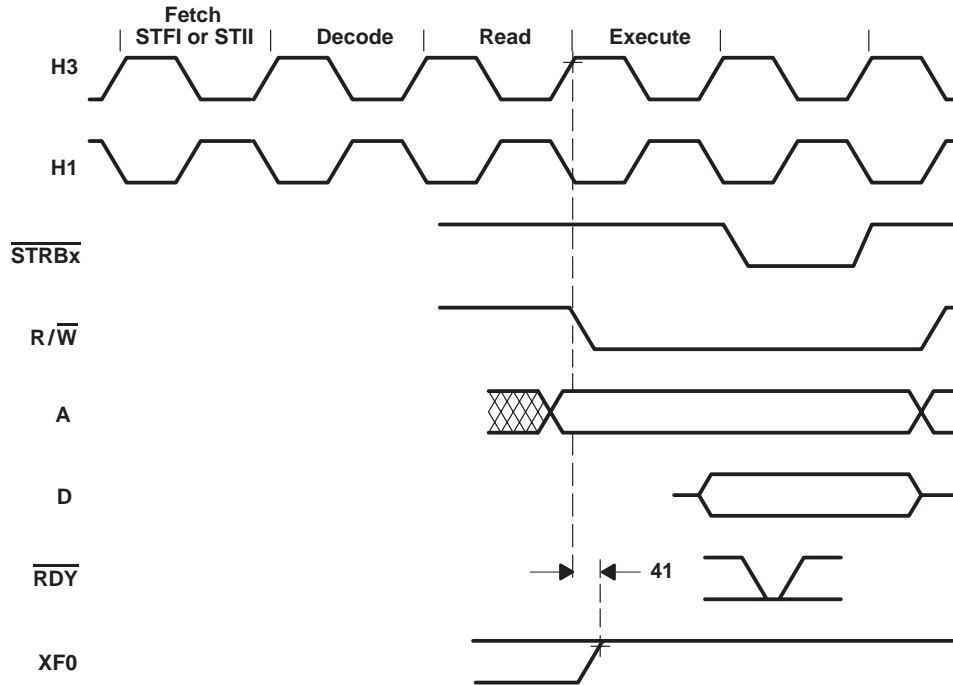 Fetch
STFI or STII
Decode
Read
Execute
H3
H1
STRBx
R/W
A
D
RDY
41
XF0